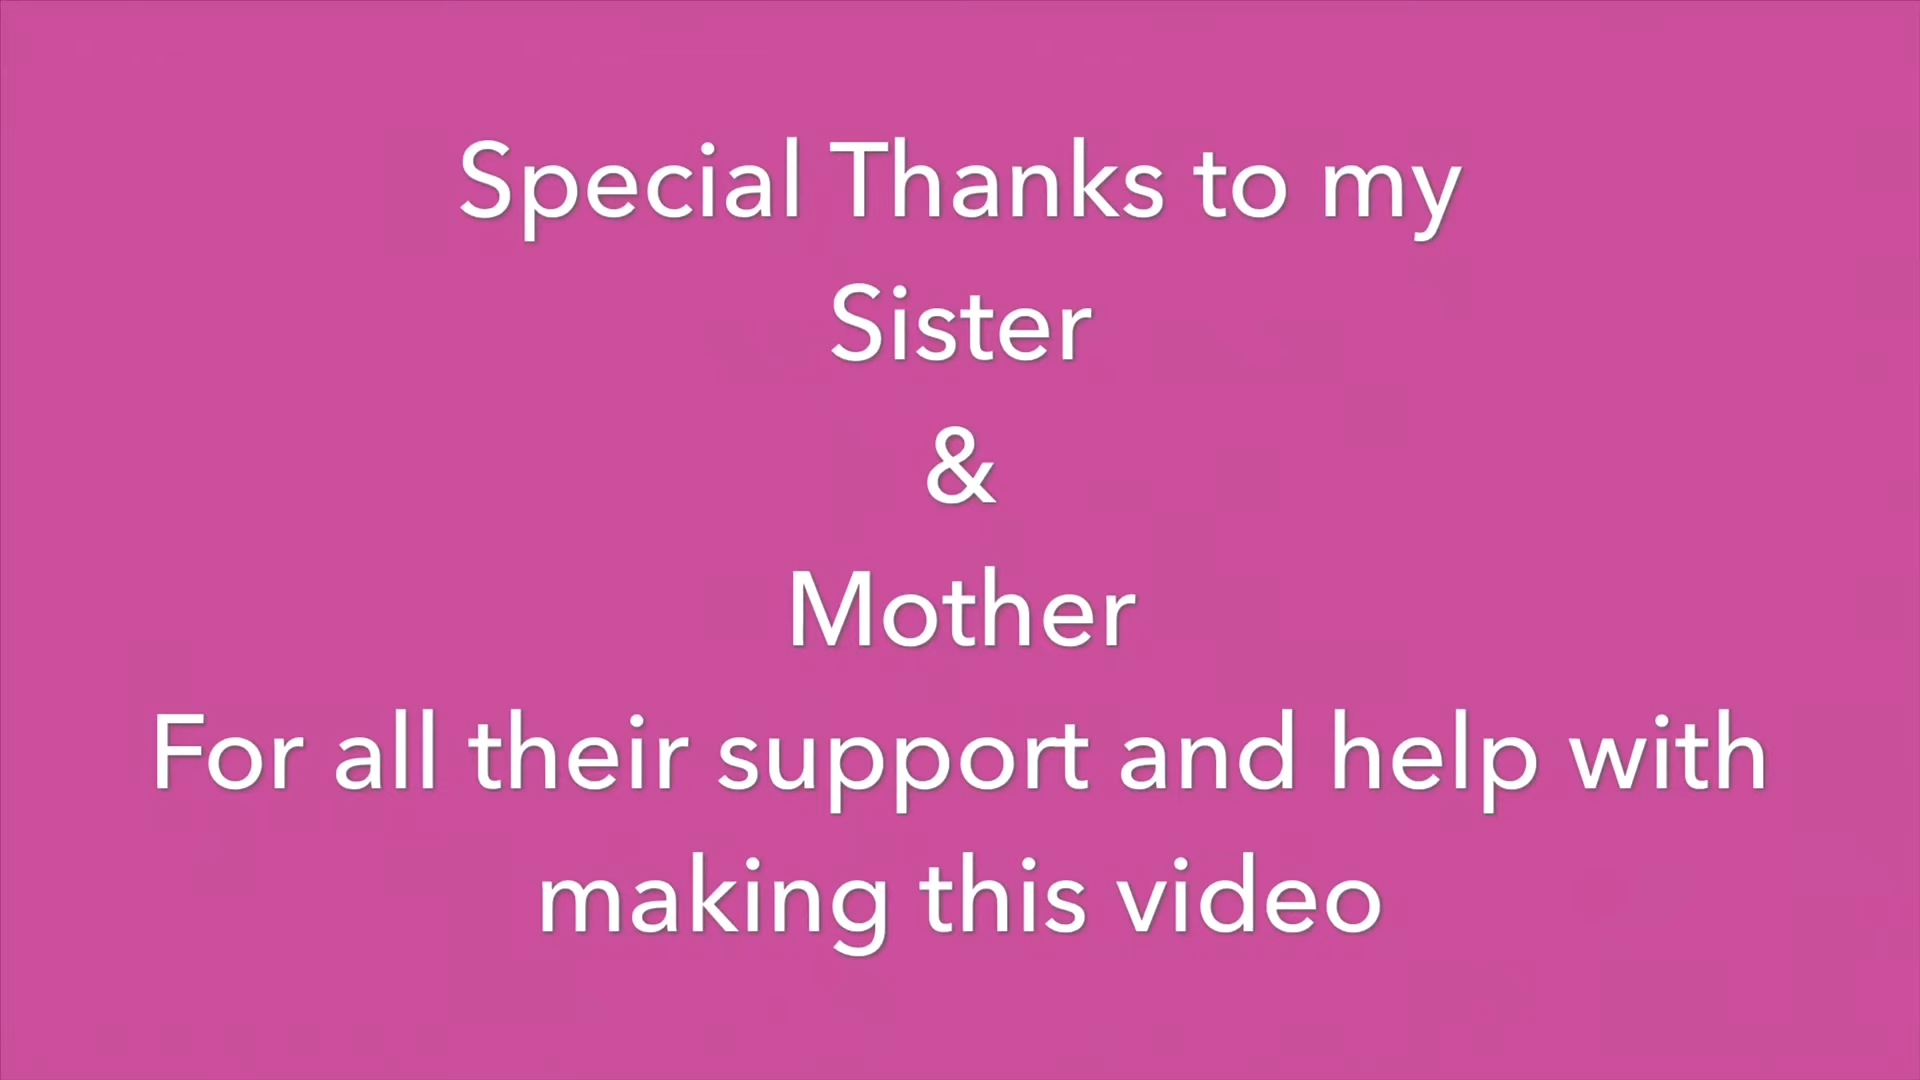 Special Thanks to my
Sister
&
Mother
For all their support and help with
making this video